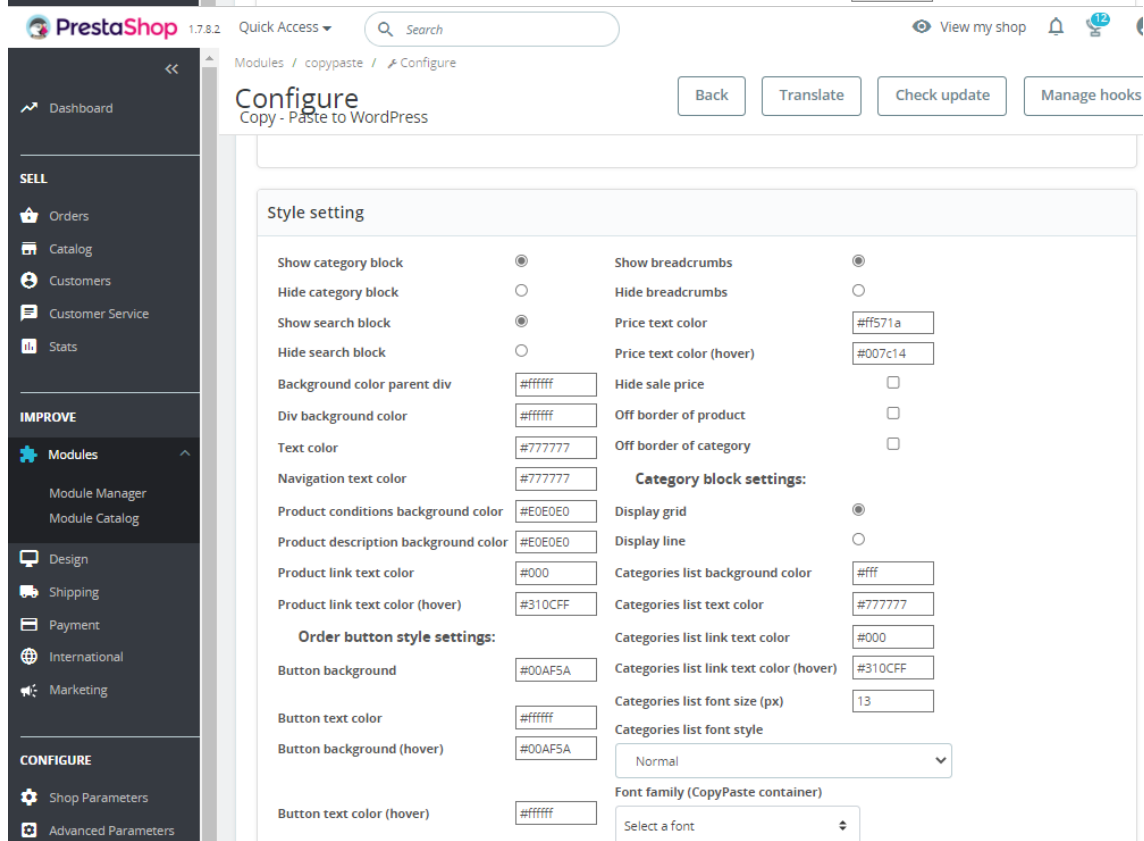 PrestaShop 1.7.8.2 Quick Access Search View my shop 12
Modules / copypaste / Configure
Configure
Copy - Paste to WordPress
Back Translate Check update Manage hooks
Dashboard
SELL
Orders
Catalog
Customers
Customer Service
Stats
IMPROVE
Modules
Module Manager
Module Catalog
Design
Shipping
Payment
International
Marketing
CONFIGURE
Shop Parameters
Advanced Parameters
Style setting
Show category block
Hide category block
Show search block
Hide search block
Background color parent div #ffffff
Div background color #ffffff
Text color #777777
Navigation text color #777777
Product conditions background color #E0E0E0
Product description background color #E0E0E0
Product link text color #000
Product link text color (hover) #310CFF
Order button style settings:
Button background #00AF5A
Button text color #ffffff
Button background (hover) #00AF5A
Button text color (hover) #ffffff
Show breadcrumbs
Hide breadcrumbs
Price text color #ff571a
Price text color (hover) #007c14
Hide sale price
Off border of product
Off border of category
Category block settings:
Display grid
Display line
Categories list background color #fff
Categories list text color #777777
Categories list link text color #000
Categories list link text color (hover) #310CFF
Categories list font size (px) 13
Categories list font style
Normal
Font family (CopyPaste container)
Select a font